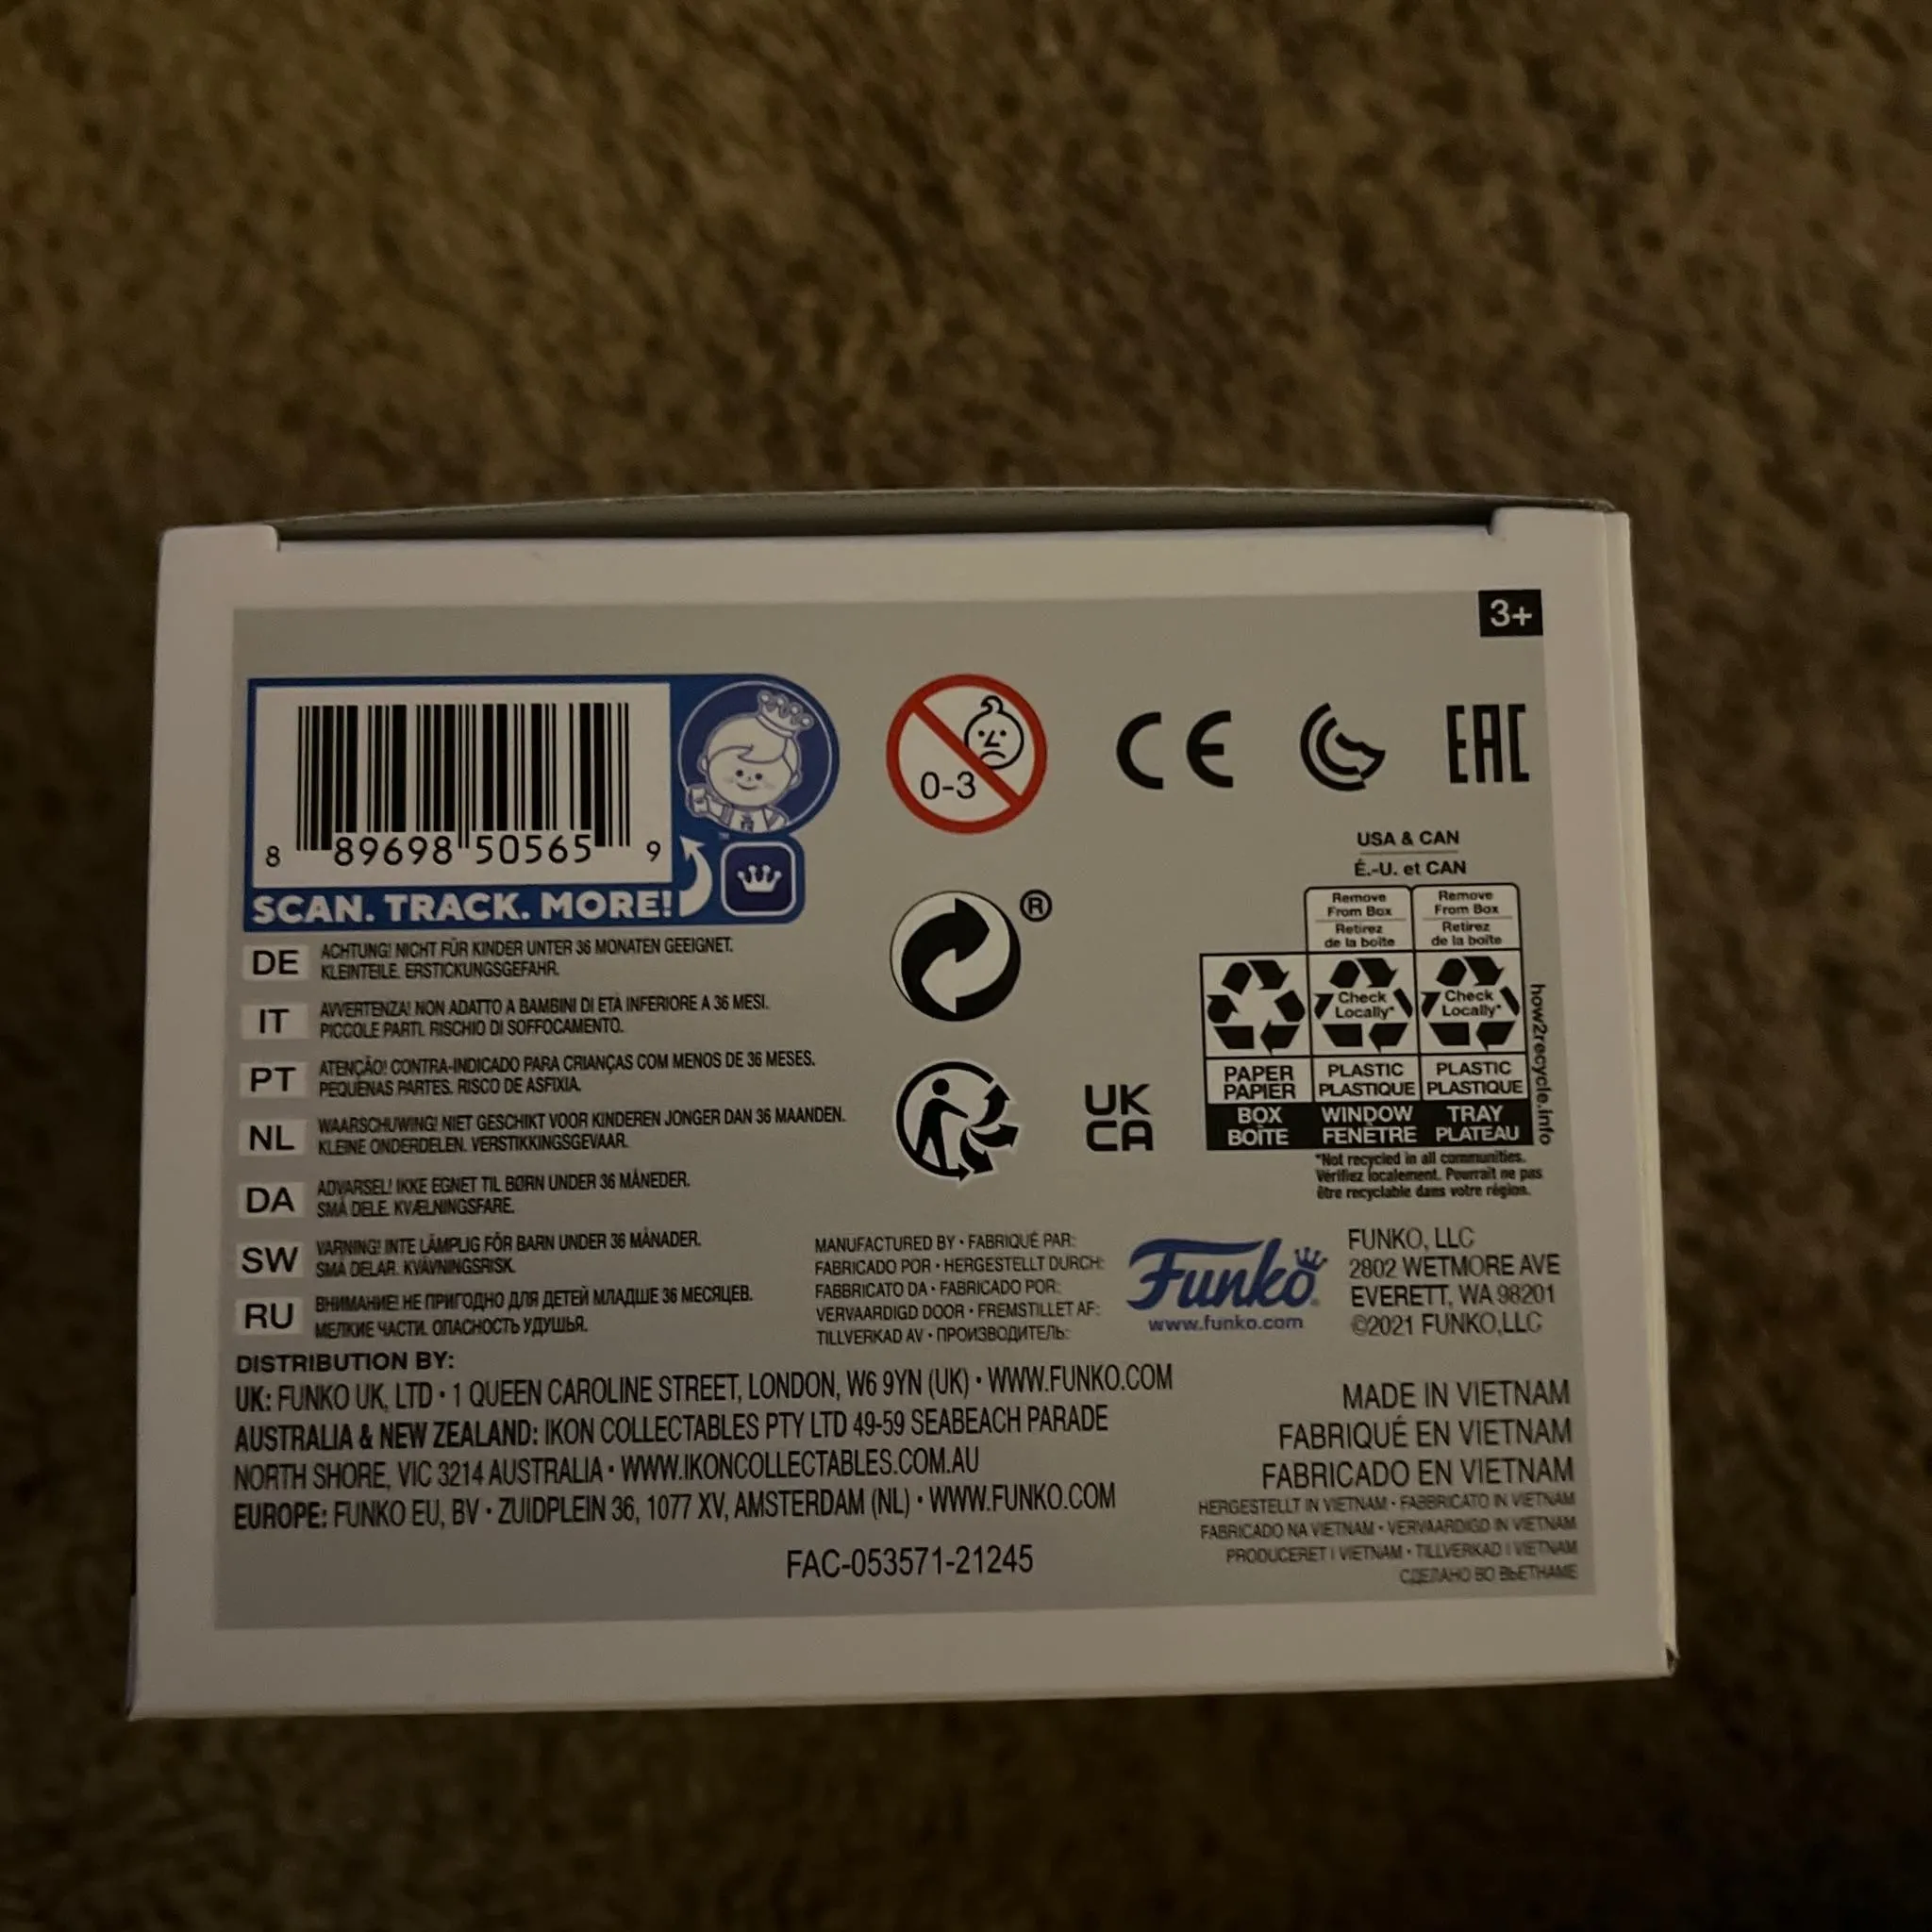 3+
8 89698 50565 9
™
SCAN. TRACK. MORE!
0-3
CE
EAC
®
UK
CA
USA & CAN
É.-U. et CAN
Remove From Box
Retirez de la boîte
Remove From Box
Retirez de la boîte
Check Locally*
Check Locally*
PAPER PAPIER
PLASTIC PLASTIQUE
PLASTIC PLASTIQUE
BOX BOÎTE
WINDOW FENÊTRE
TRAY PLATEAU
how2recycle.info
*Not recycled in all communities.
Vérifiez localement. Pourrait ne pas
être recyclable dans votre région.
DE ACHTUNG! NICHT FÜR KINDER UNTER 36 MONATEN GEEIGNET.
KLEINTEILE. ERSTICKUNGSGEFAHR.
IT AVVERTENZA! NON ADATTO A BAMBINI DI ETÀ INFERIORE A 36 MESI.
PICCOLE PARTI. RISCHIO DI SOFFOCAMENTO.
PT ATENÇÃO! CONTRA-INDICADO PARA CRIANÇAS COM MENOS DE 36 MESES.
PEQUENAS PARTES. RISCO DE ASFIXIA.
NL WAARSCHUWING! NIET GESCHIKT VOOR KINDEREN JONGER DAN 36 MAANDEN.
KLEINE ONDERDELEN. VERSTIKKINGSGEVAAR.
DA ADVARSEL! IKKE EGNET TIL BØRN UNDER 36 MÅNEDER.
SMÅ DELE. KVÆLNINGSFARE.
SW VARNING! INTE LÄMPLIG FÖR BARN UNDER 36 MÅNADER.
SMÅ DELAR. KVÄVNINGSRISK.
RU ВНИМАНИЕ! НЕ ПРИГОДНО ДЛЯ ДЕТЕЙ МЛАДШЕ 36 МЕСЯЦЕВ.
МЕЛКИЕ ЧАСТИ. ОПАСНОСТЬ УДУШЬЯ.
MANUFACTURED BY • FABRIQUÉ PAR:
FABRICADO POR • HERGESTELLT DURCH:
FABBRICATO DA • FABRICADO POR:
VERVAARDIGD DOOR • FREMSTILLET AF:
TILLVERKAD AV • ПРОИЗВОДИТЕЛЬ:
Funko
www.funko.com
FUNKO, LLC
2802 WETMORE AVE
EVERETT, WA 98201
©2021 FUNKO,LLC
DISTRIBUTION BY:
UK: FUNKO UK, LTD • 1 QUEEN CAROLINE STREET, LONDON, W6 9YN (UK) • WWW.FUNKO.COM
AUSTRALIA & NEW ZEALAND: IKON COLLECTABLES PTY LTD 49-59 SEABEACH PARADE
NORTH SHORE, VIC 3214 AUSTRALIA • WWW.IKONCOLLECTABLES.COM.AU
EUROPE: FUNKO EU, BV • ZUIDPLEIN 36, 1077 XV, AMSTERDAM (NL) • WWW.FUNKO.COM
FAC-053571-21245
MADE IN VIETNAM
FABRIQUÉ EN VIETNAM
FABRICADO EN VIETNAM
HERGESTELLT IN VIETNAM • FABBRICATO IN VIETNAM
FABRICADO NA VIETNAM • VERVAARDIGD IN VIETNAM
PRODUCERET I VIETNAM • TILLVERKAD I VIETNAM
СДЕЛАНО ВО ВЬЕТНАМЕ